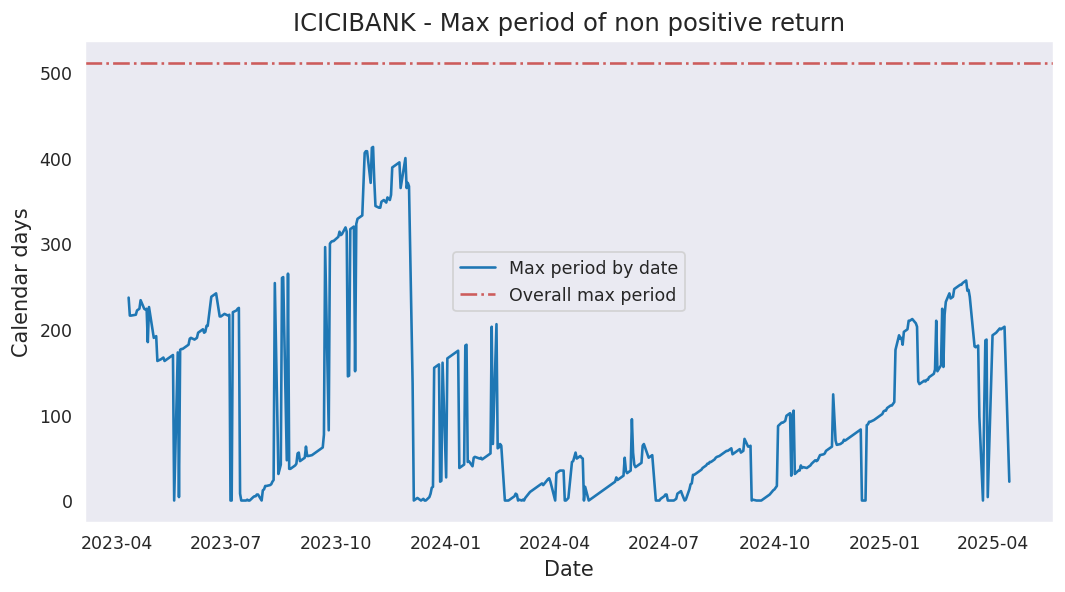 ICICIBANK - Max period of non positive return
Calendar days
500
400
300
200
100
0
Max period by date
Overall max period
2023-04 2023-07 2023-10 2024-01 2024-04 2024-07 2024-10 2025-01 2025-04
Date